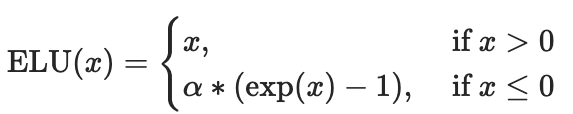 ELU(x) = { x, if x > 0
α * (exp(x) − 1), if x ≤ 0